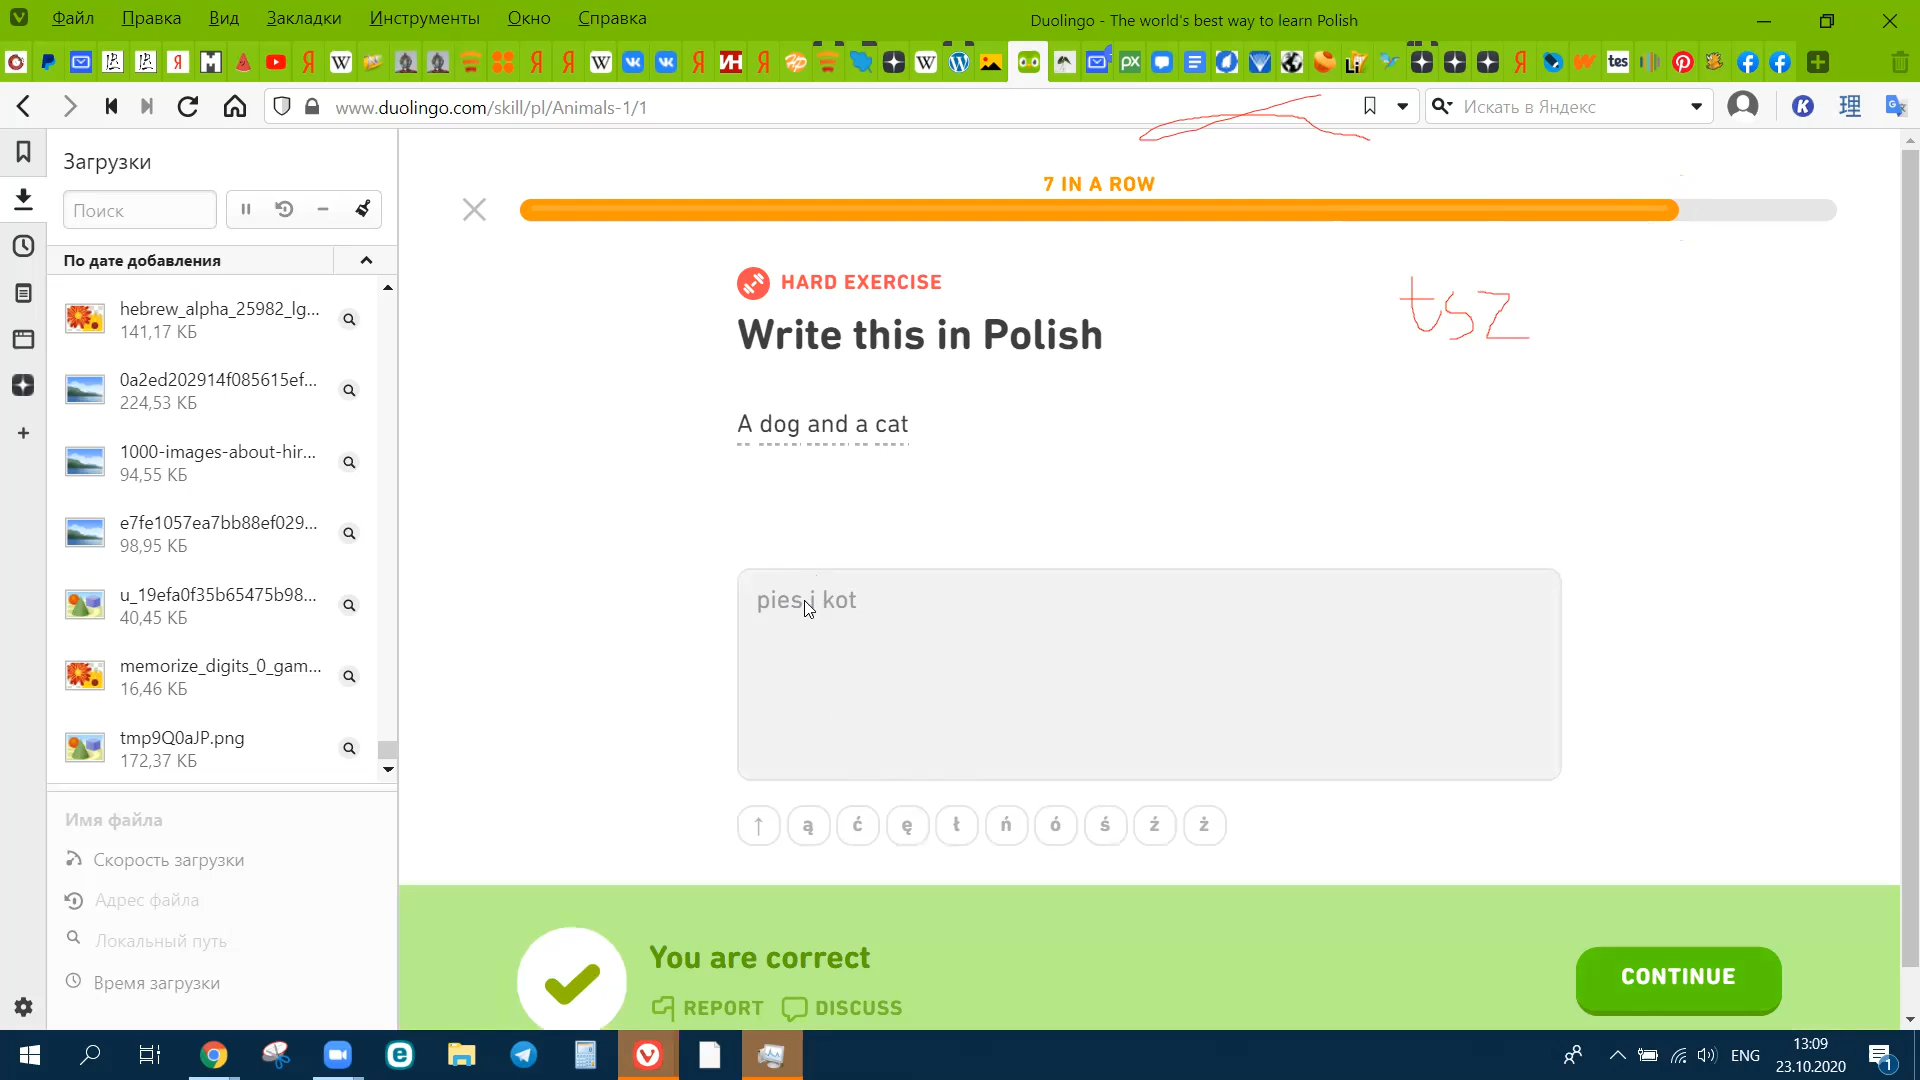 Файл Правка Вид Закладки Инструменты Окно Справка
Duolingo - The world's best way to learn Polish
www.duolingo.com/skill/pl/Animals-1/1
Искать в Яндекс
Загрузки
Поиск
По дате добавления
hebrew_alpha_25982_lg...
141,17 КБ
0a2ed202914f085615ef...
224,53 КБ
1000-images-about-hir...
94,55 КБ
e7fe1057ea7bb88ef029...
98,95 КБ
u_19efa0f35b65475b98...
40,45 КБ
memorize_digits_0_gam...
16,46 КБ
tmp9Q0aJP.png
172,37 КБ
Имя файла
Скорость загрузки
Адрес файла
Локальный путь
Время загрузки
7 IN A ROW
HARD EXERCISE
Write this in Polish
tsz
A dog and a cat
pies i kot
↑ ą ć ę ł ń ó ś ź ż
You are correct
REPORT DISCUSS
CONTINUE
ENG
13:09
23.10.2020
1